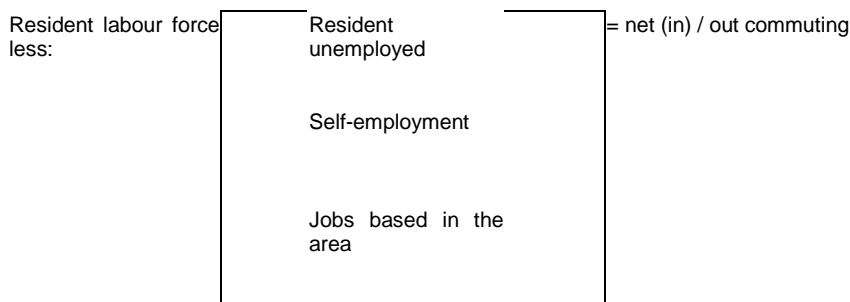 Resident labour force
less:
Resident
unemployed
Self-employment
Jobs based in the
area
= net (in) / out commuting